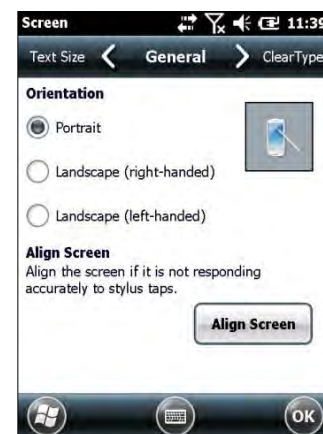 Screen 11:39
Text Size General ClearType
Orientation
Portrait
Landscape (right-handed)
Landscape (left-handed)
Align Screen
Align the screen if it is not responding
accurately to stylus taps.
Align Screen
OK